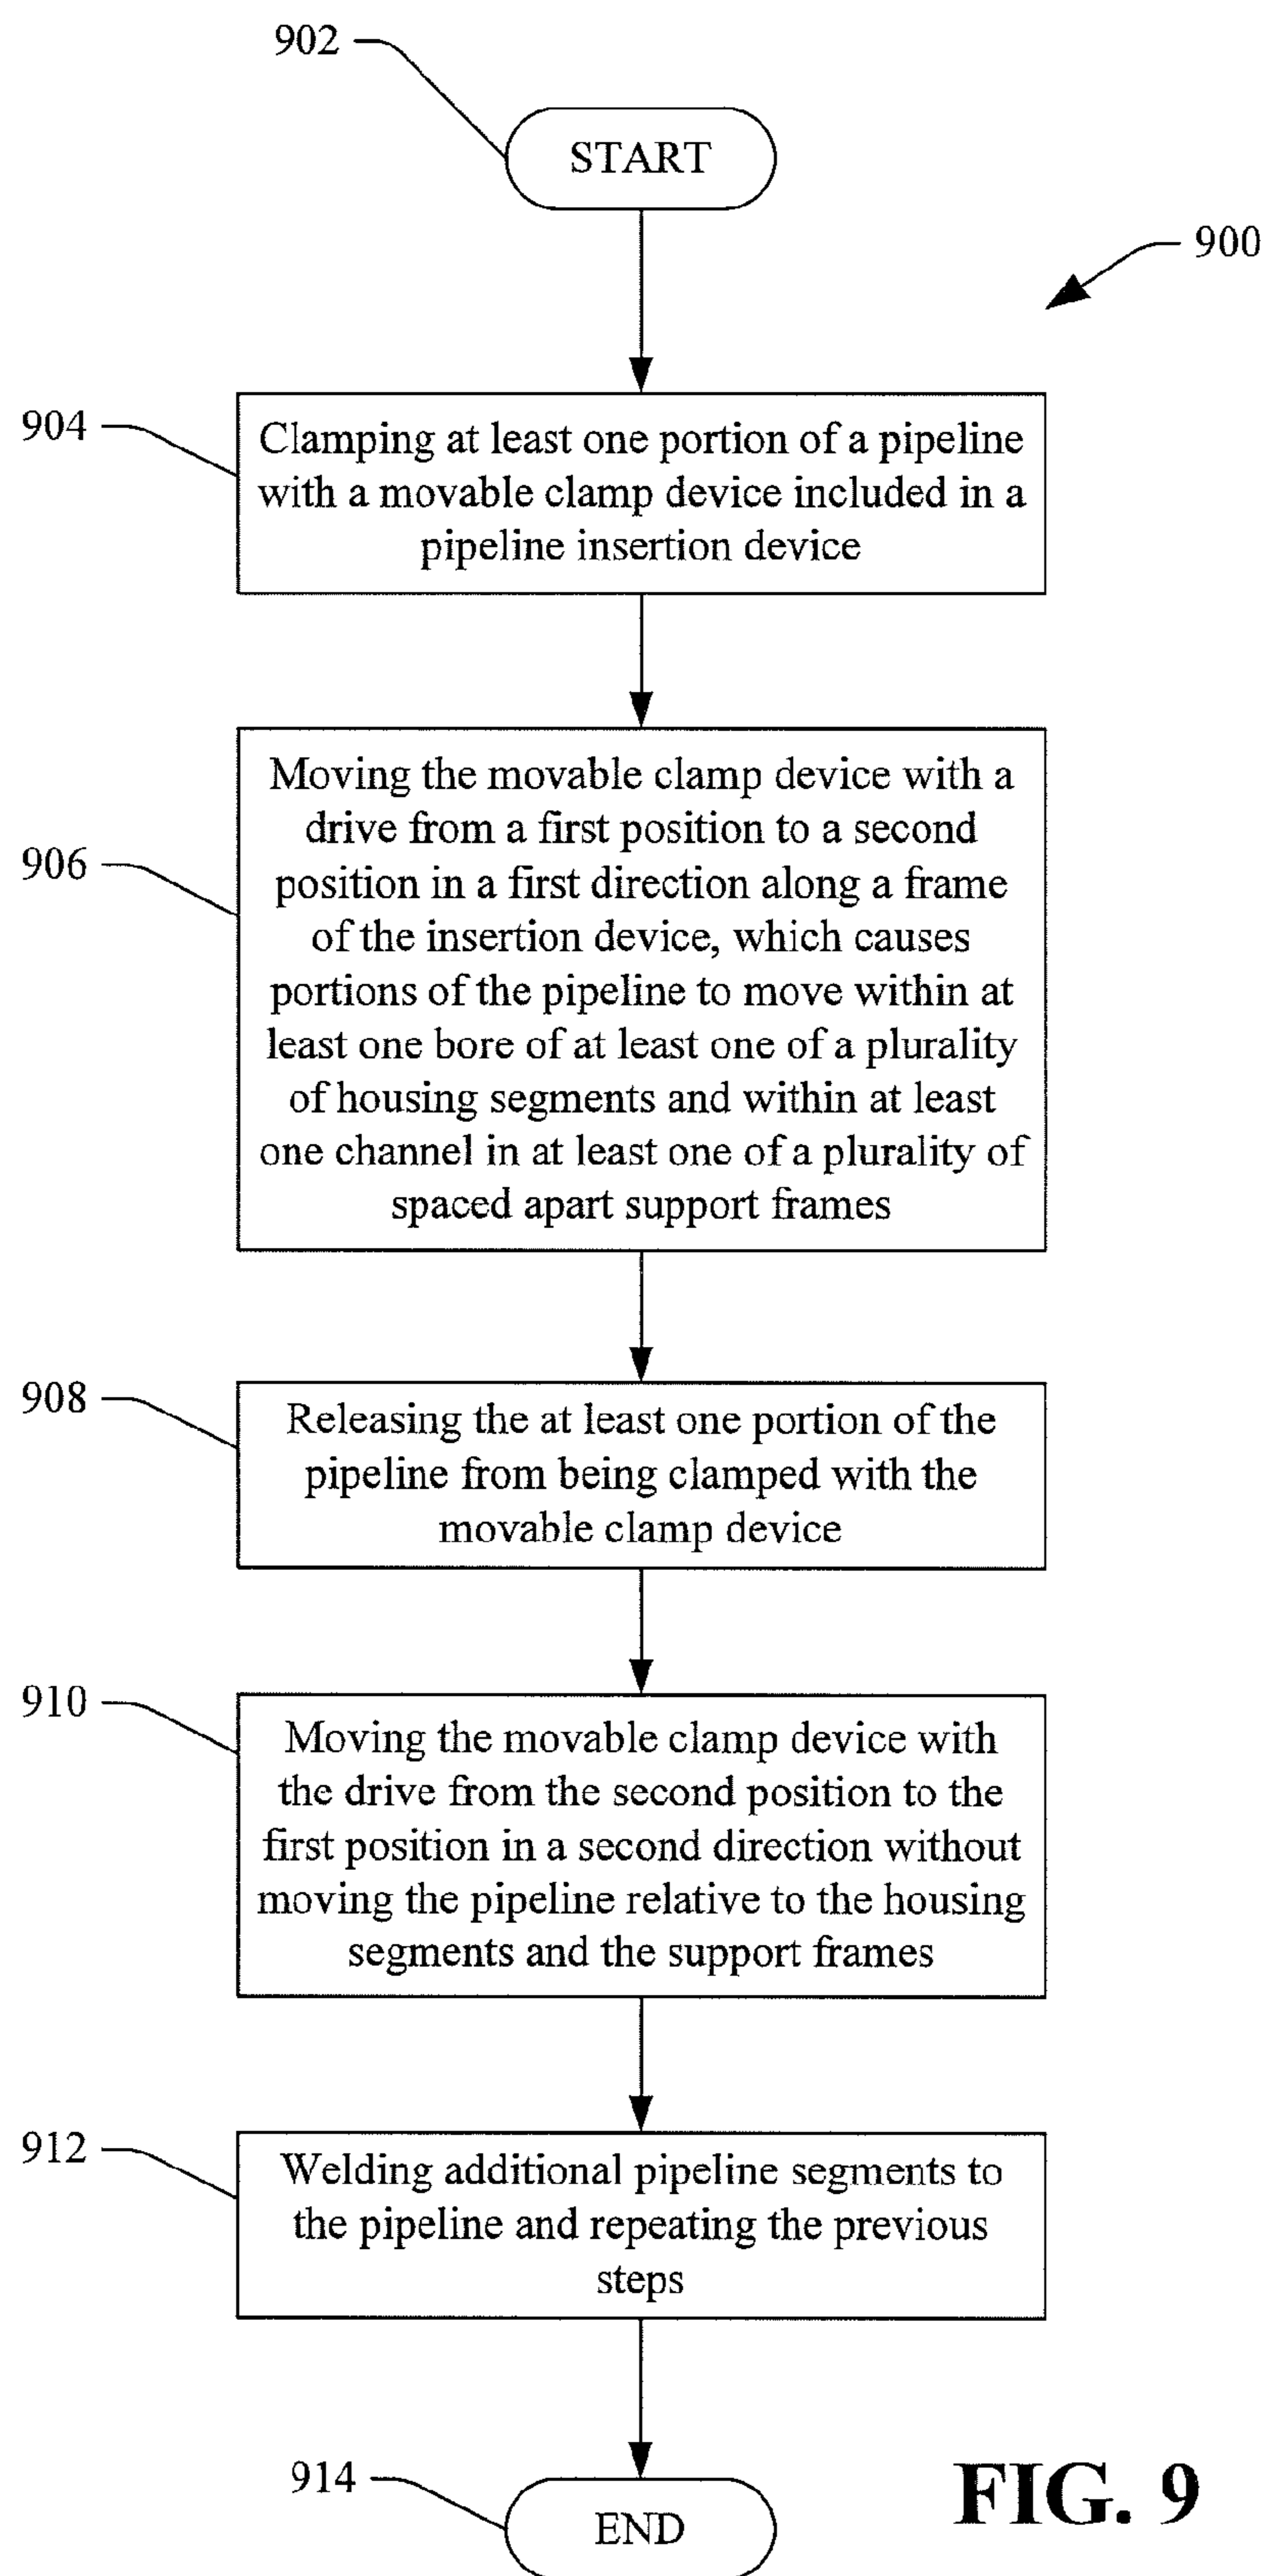 902
START
900
904
Clamping at least one portion of a pipeline
with a movable clamp device included in a
pipeline insertion device
906
Moving the movable clamp device with a
drive from a first position to a second
position in a first direction along a frame
of the insertion device, which causes
portions of the pipeline to move within at
least one bore of at least one of a plurality
of housing segments and within at least
one channel in at least one of a plurality of
spaced apart support frames
908
Releasing the at least one portion of the
pipeline from being clamped with the
movable clamp device
910
Moving the movable clamp device with
the drive from the second position to the
first position in a second direction without
moving the pipeline relative to the housing
segments and the support frames
912
Welding additional pipeline segments to
the pipeline and repeating the previous
steps
914
END
FIG. 9